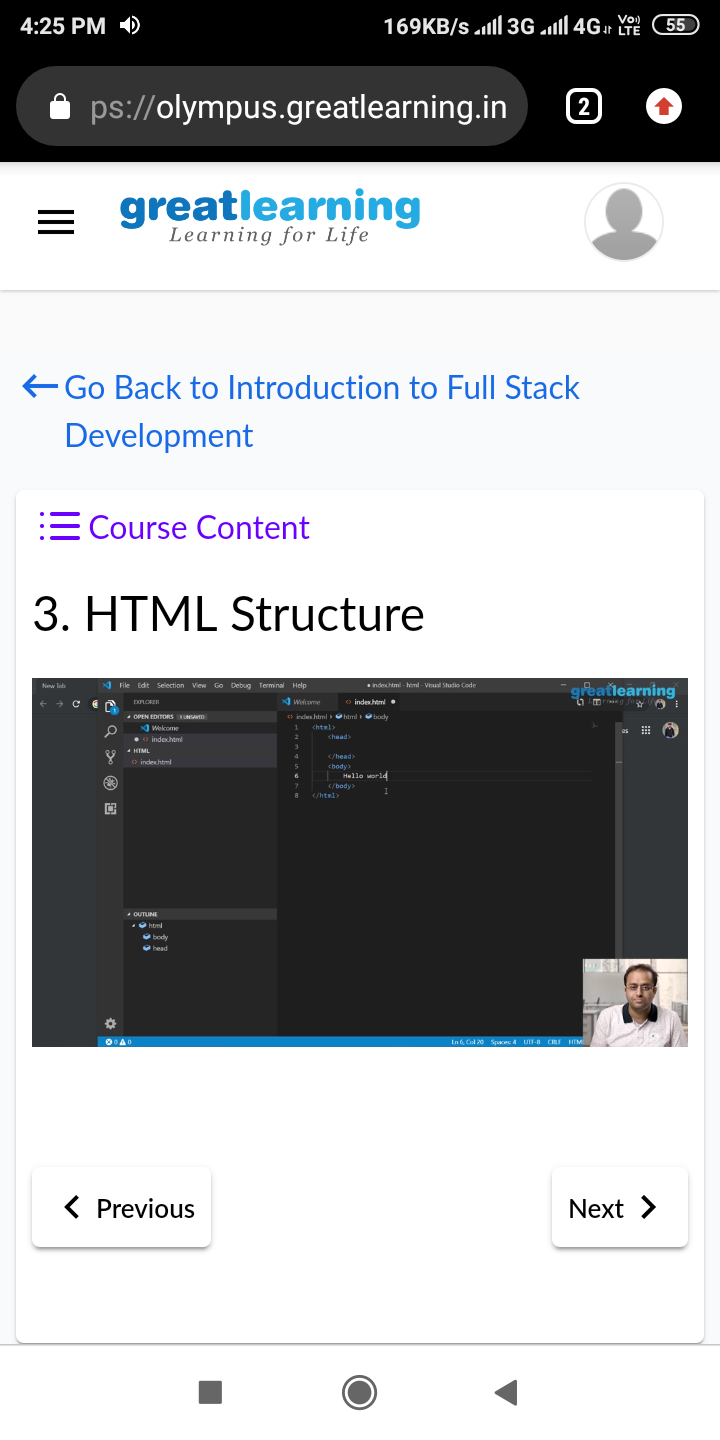 4:25 PM 169KB/s 3G 4G Vo) LTE 55
ps://olympus.greatlearning.in 2
greatlearning
Learning for Life
Go Back to Introduction to Full Stack
Development
Course Content
3. HTML Structure
New Tab File Edit Selection View Go Debug Terminal Help • index.html - html - Visual Studio Code
greatlearning
EXPLORER Welcome index.html
OPEN EDITORS 1 UNSAVED index.html html body
Welcome
index.html
HTML
index.html
1 <html>
2 <head>
3
4 </head>
5 <body>
6 Hello world
7 </body>
8 </html>
OUTLINE
html
body
head
0 0 Ln 6, Col 20 Spaces: 4 UTF-8 CRLF HTM
Previous Next